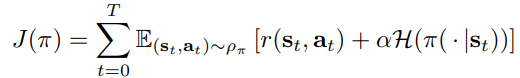 J(π) = ∑_{t=0}^{T} 𝔼_{(𝐬_t,𝐚_t)∼ρ_π} [r(𝐬_t, 𝐚_t) + αℋ(π( · |𝐬_t))]